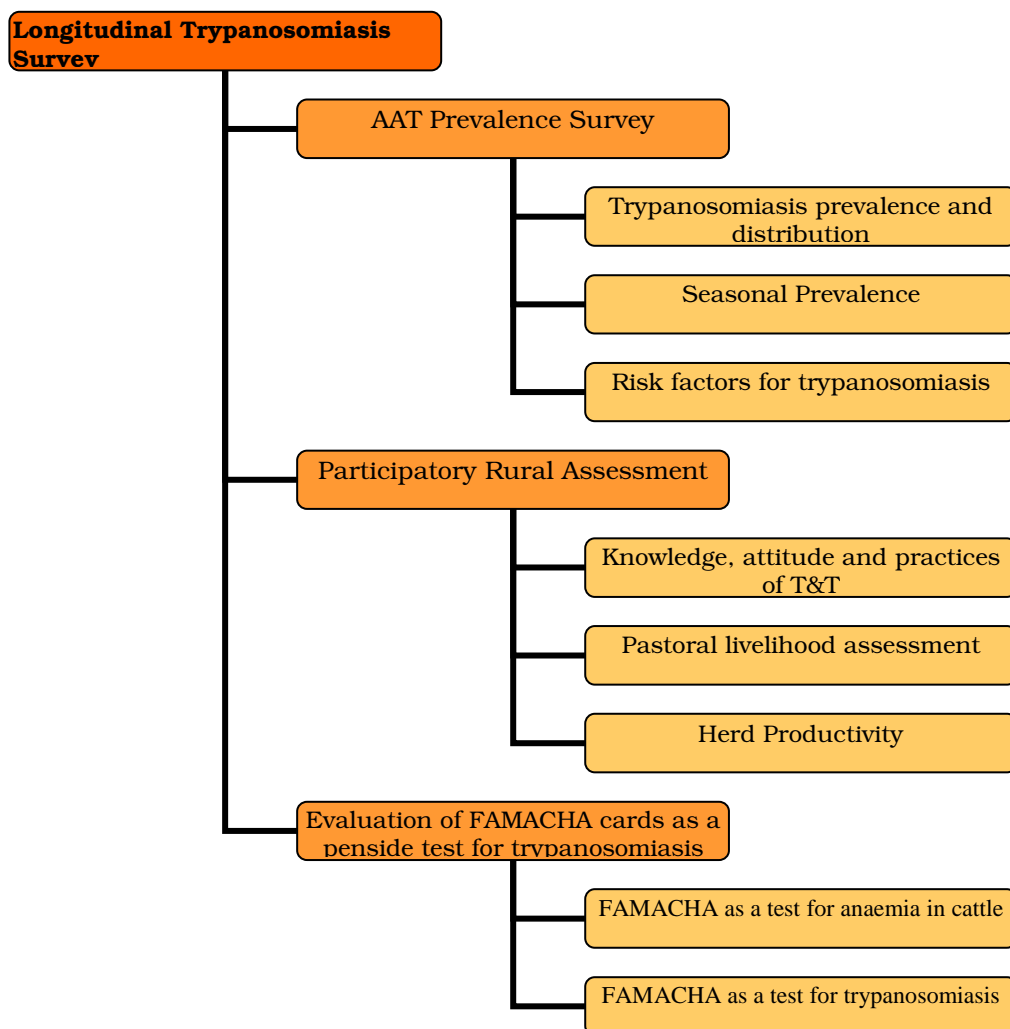 Longitudinal Trypanosomiasis
Survey
AAT Prevalence Survey
Trypanosomiasis prevalence and
distribution
Seasonal Prevalence
Risk factors for trypanosomiasis
Participatory Rural Assessment
Knowledge, attitude and practices
of T&T
Pastoral livelihood assessment
Herd Productivity
Evaluation of FAMACHA cards as a
penside test for trypanosomiasis
FAMACHA as a test for anaemia in cattle
FAMACHA as a test for trypanosomiasis